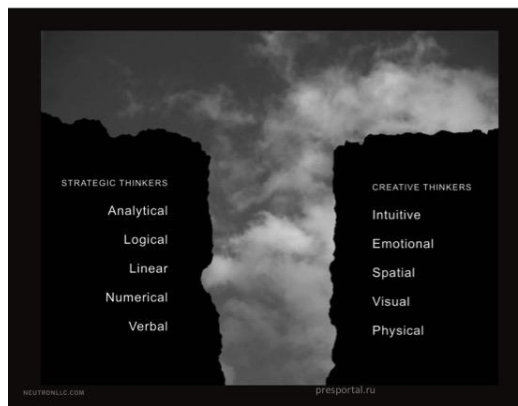 STRATEGIC THINKERS
Analytical
Logical
Linear
Numerical
Verbal
CREATIVE THINKERS
Intuitive
Emotional
Spatial
Visual
Physical
NEUTRONLLC.COM
presportal.ru